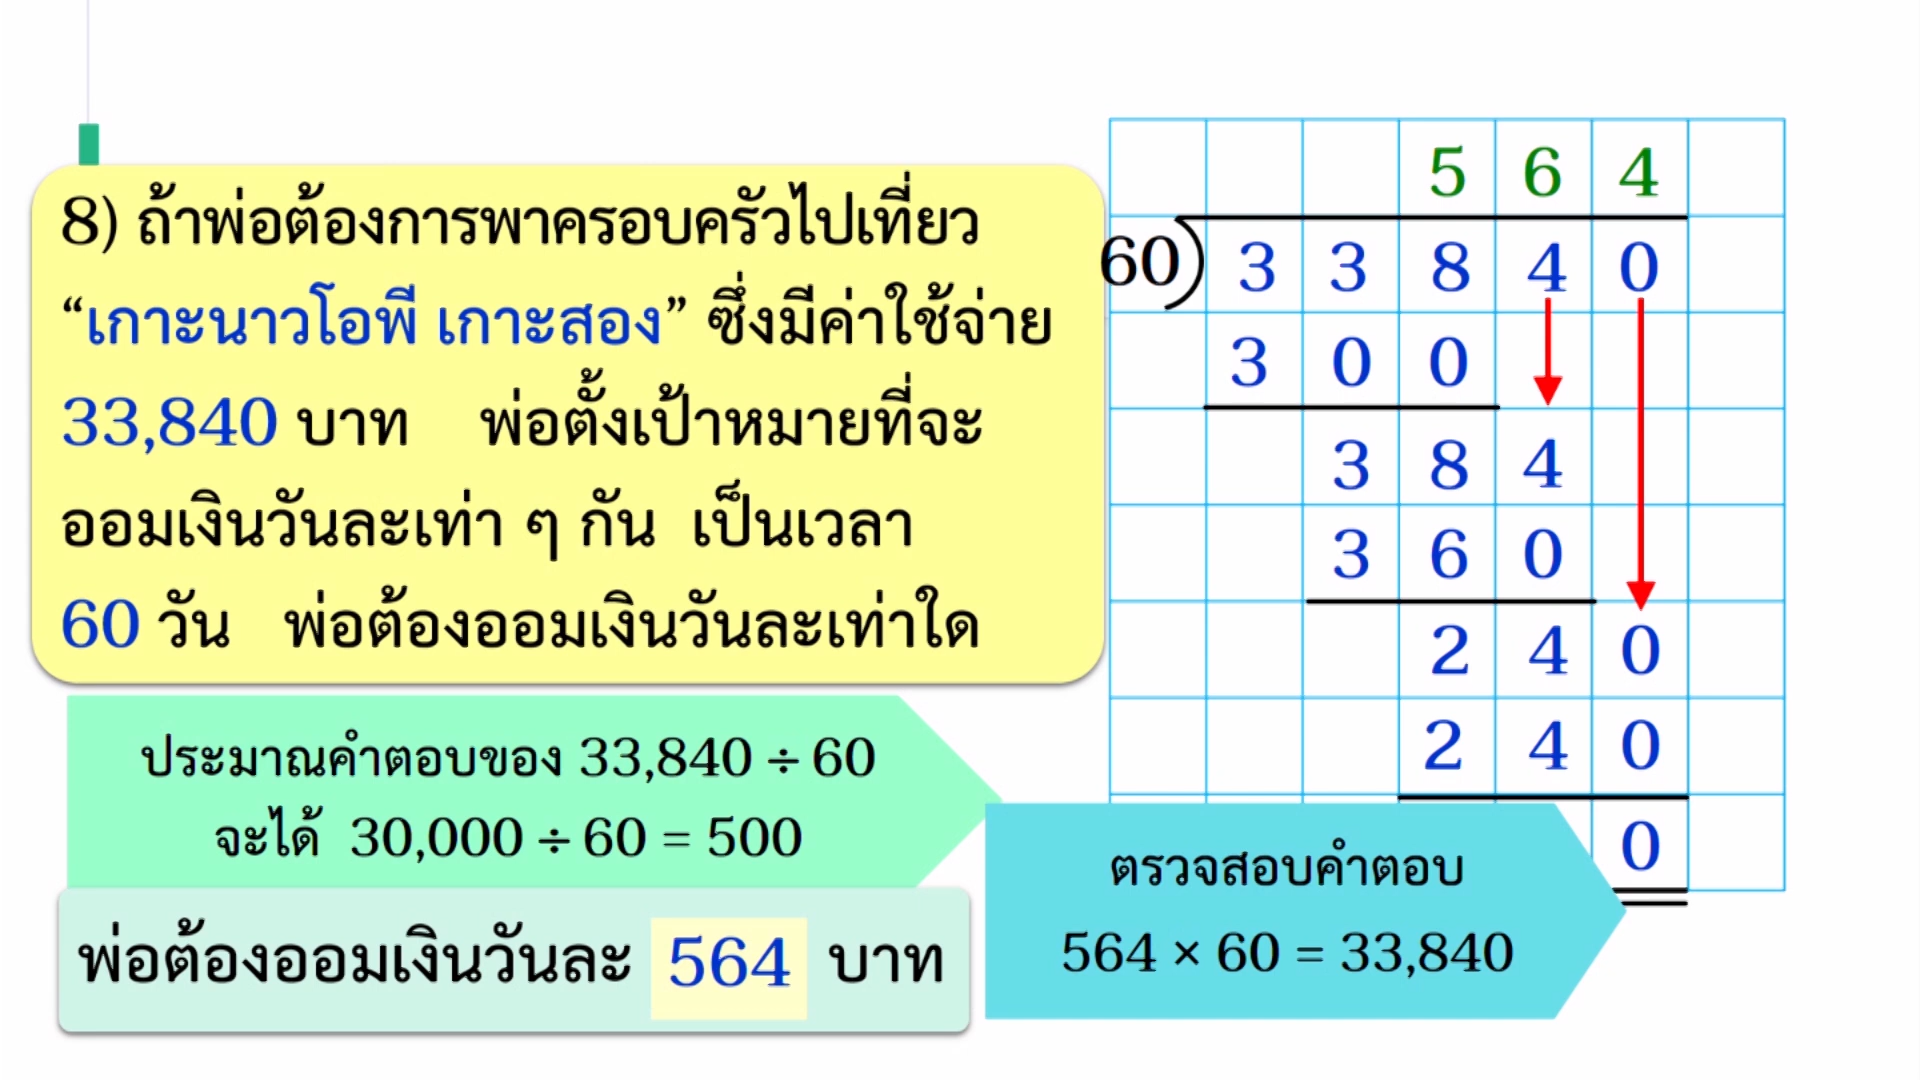 8) ถ้าพ่อต้องการพาครอบครัวไปเที่ยว
“เกาะนาวโอพี เกาะสอง” ซึ่งมีค่าใช้จ่าย
33,840 บาท พ่อตั้งเป้าหมายที่จะ
ออมเงินวันละเท่า ๆ กัน เป็นเวลา
60 วัน พ่อต้องออมเงินวันละเท่าใด
ประมาณคำตอบของ 33,840 ÷ 60
จะได้ 30,000 ÷ 60 = 500
พ่อต้องออมเงินวันละ 564 บาท
5 6 4
60) 3 3 8 4 0
3 0 0
3 8 4
3 6 0
2 4 0
2 4 0
0
ตรวจสอบคำตอบ
564 × 60 = 33,840